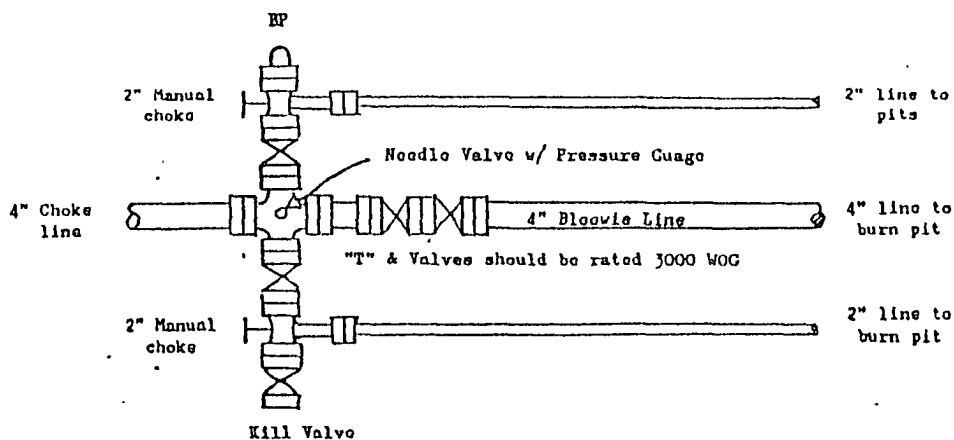 BP
2" Manual
choke
2" line to
pits
Needle Valve w/ Pressure Guage
4" Choke
line
4" Bloowie Line
4" line to
burn pit
"T" & Valves should be rated 3000 WOG
2" Manual
choke
2" line to
burn pit
Kill Valve